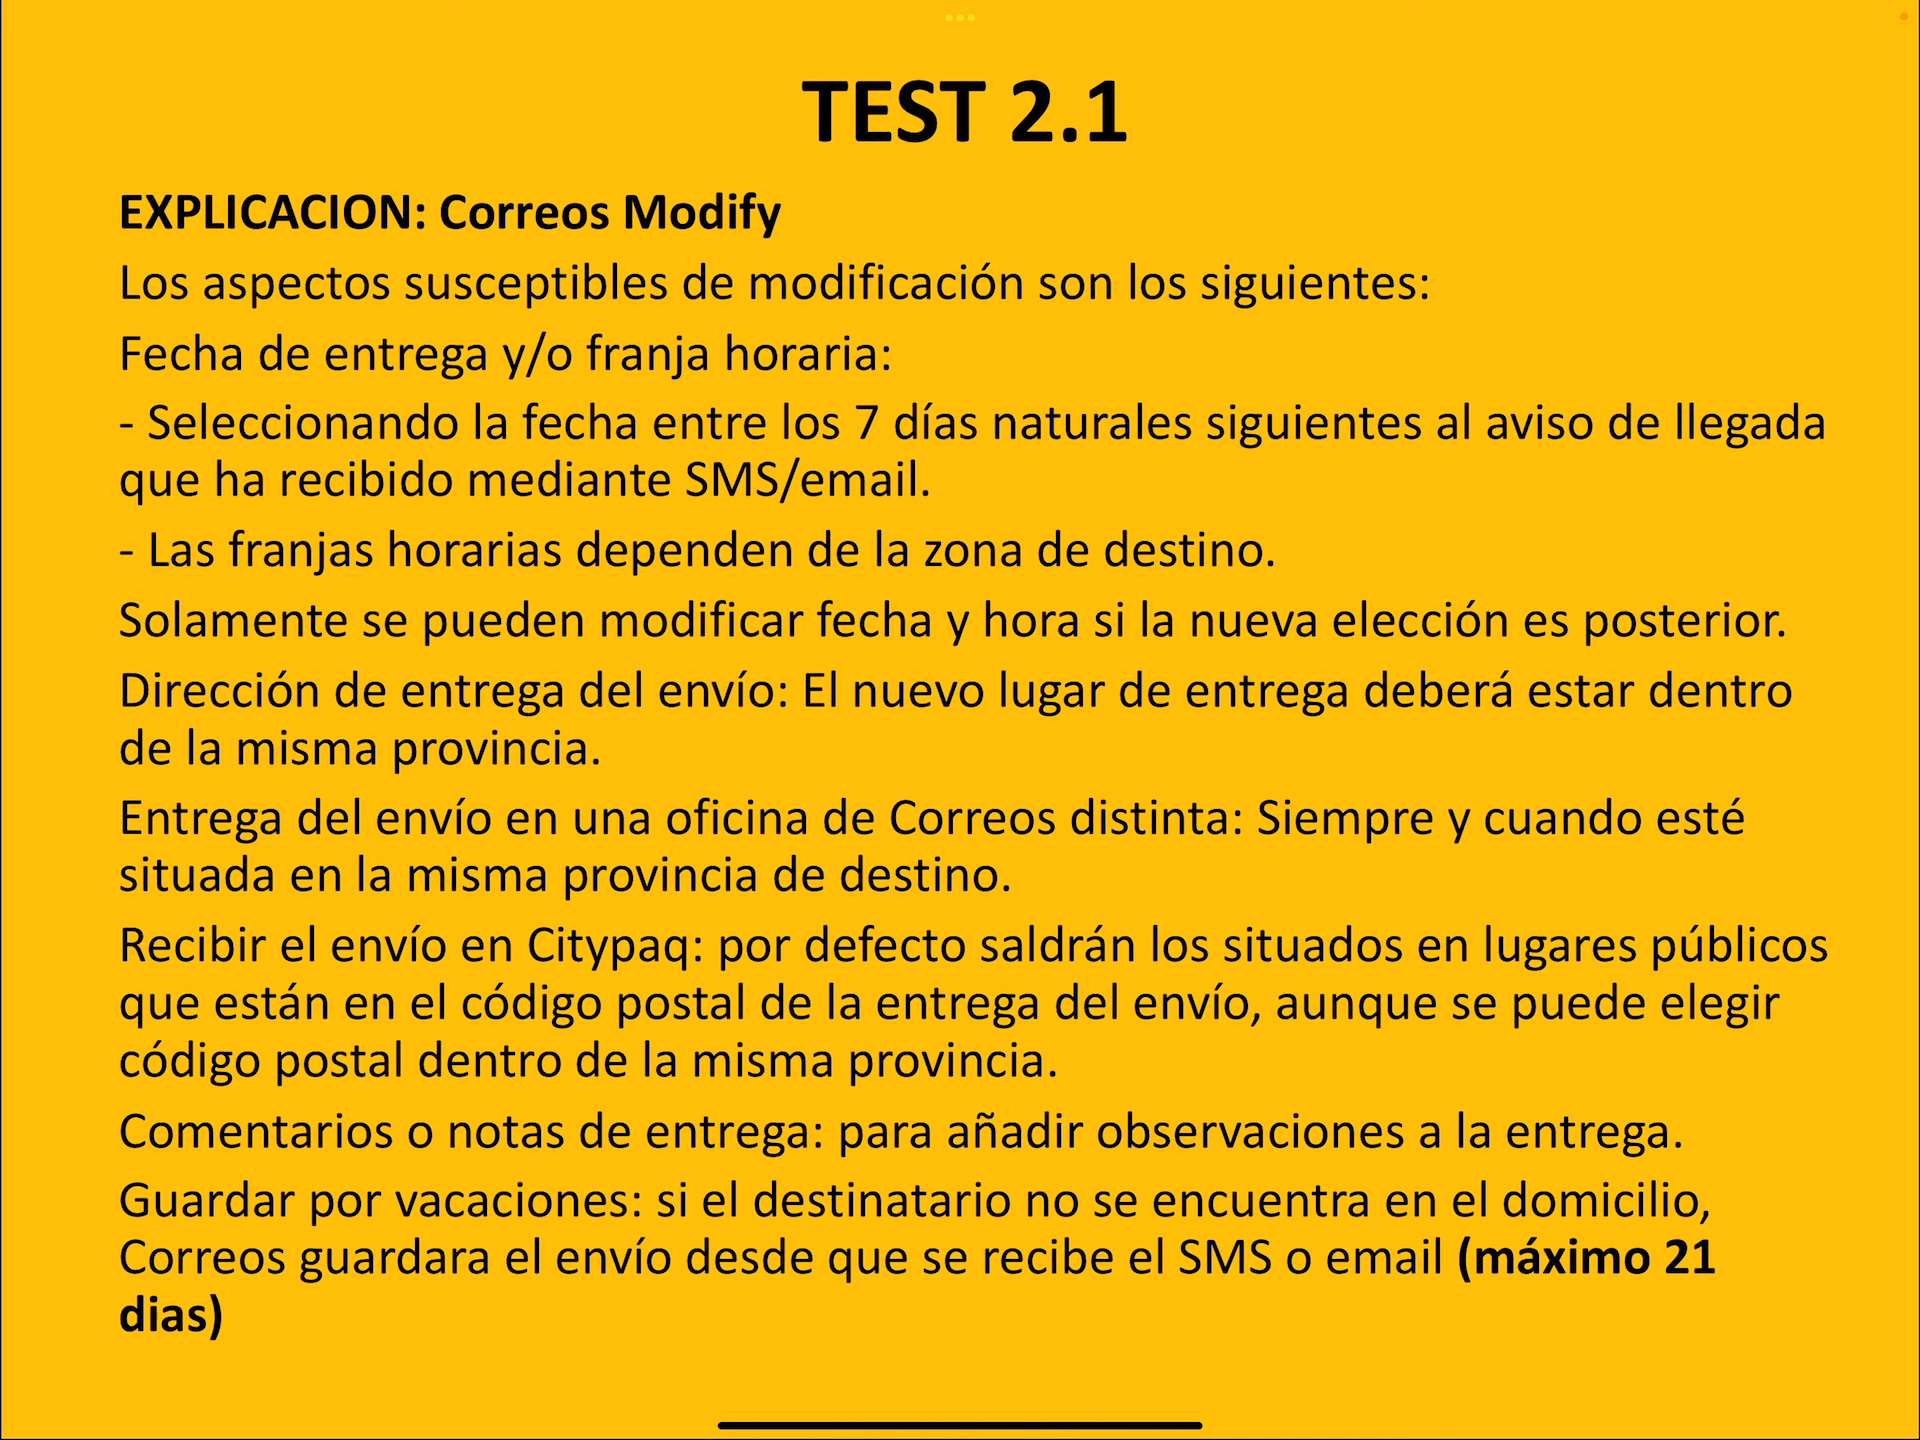 TEST 2.1
EXPLICACION: Correos Modify
Los aspectos susceptibles de modificación son los siguientes:
Fecha de entrega y/o franja horaria:
- Seleccionando la fecha entre los 7 días naturales siguientes al aviso de llegada
que ha recibido mediante SMS/email.
- Las franjas horarias dependen de la zona de destino.
Solamente se pueden modificar fecha y hora si la nueva elección es posterior.
Dirección de entrega del envío: El nuevo lugar de entrega deberá estar dentro
de la misma provincia.
Entrega del envío en una oficina de Correos distinta: Siempre y cuando esté
situada en la misma provincia de destino.
Recibir el envío en Citypaq: por defecto saldrán los situados en lugares públicos
que están en el código postal de la entrega del envío, aunque se puede elegir
código postal dentro de la misma provincia.
Comentarios o notas de entrega: para añadir observaciones a la entrega.
Guardar por vacaciones: si el destinatario no se encuentra en el domicilio,
Correos guardara el envío desde que se recibe el SMS o email (máximo 21
dias)